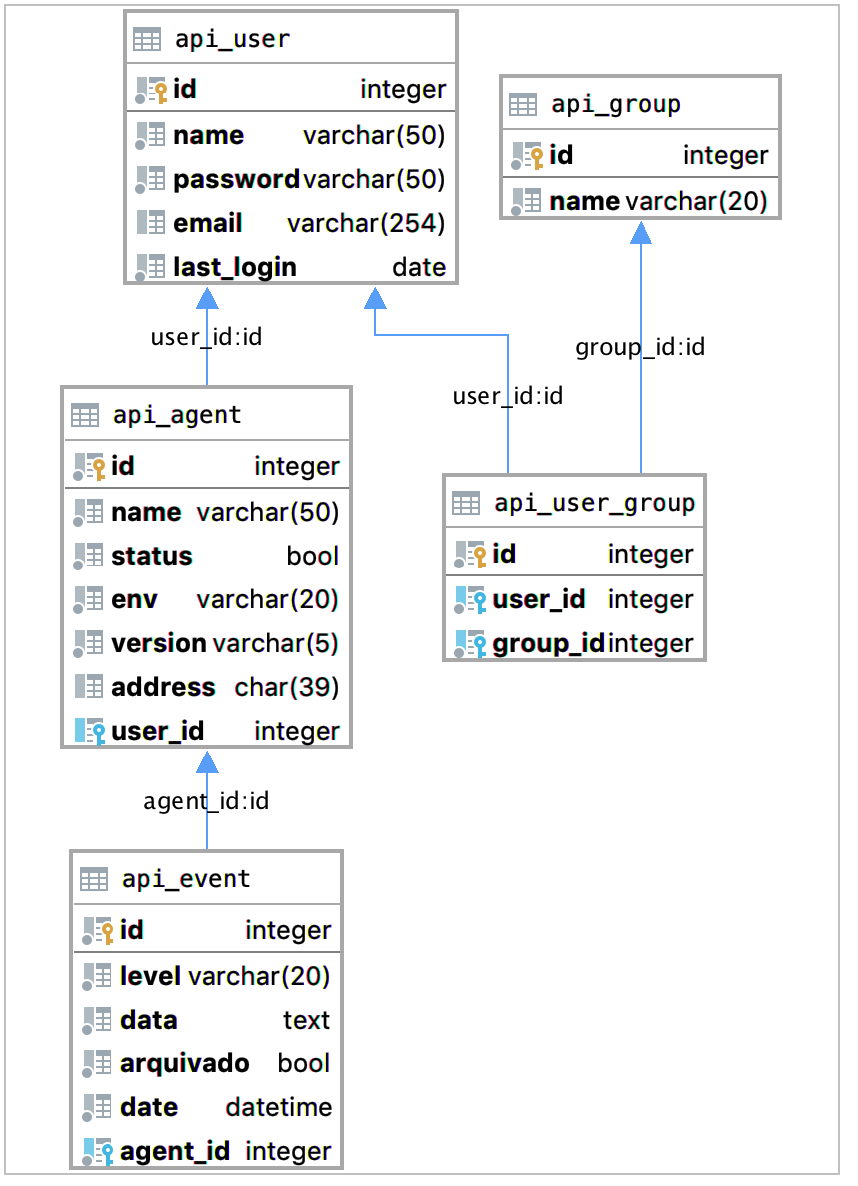 api_user
id integer
name varchar(50)
password varchar(50)
email varchar(254)
last_login date
api_group
id integer
name varchar(20)
user_id:id
group_id:id
user_id:id
api_agent
id integer
name varchar(50)
status bool
env varchar(20)
version varchar(5)
address char(39)
user_id integer
api_user_group
id integer
user_id integer
group_id integer
agent_id:id
api_event
id integer
level varchar(20)
data text
arquivado bool
date datetime
agent_id integer